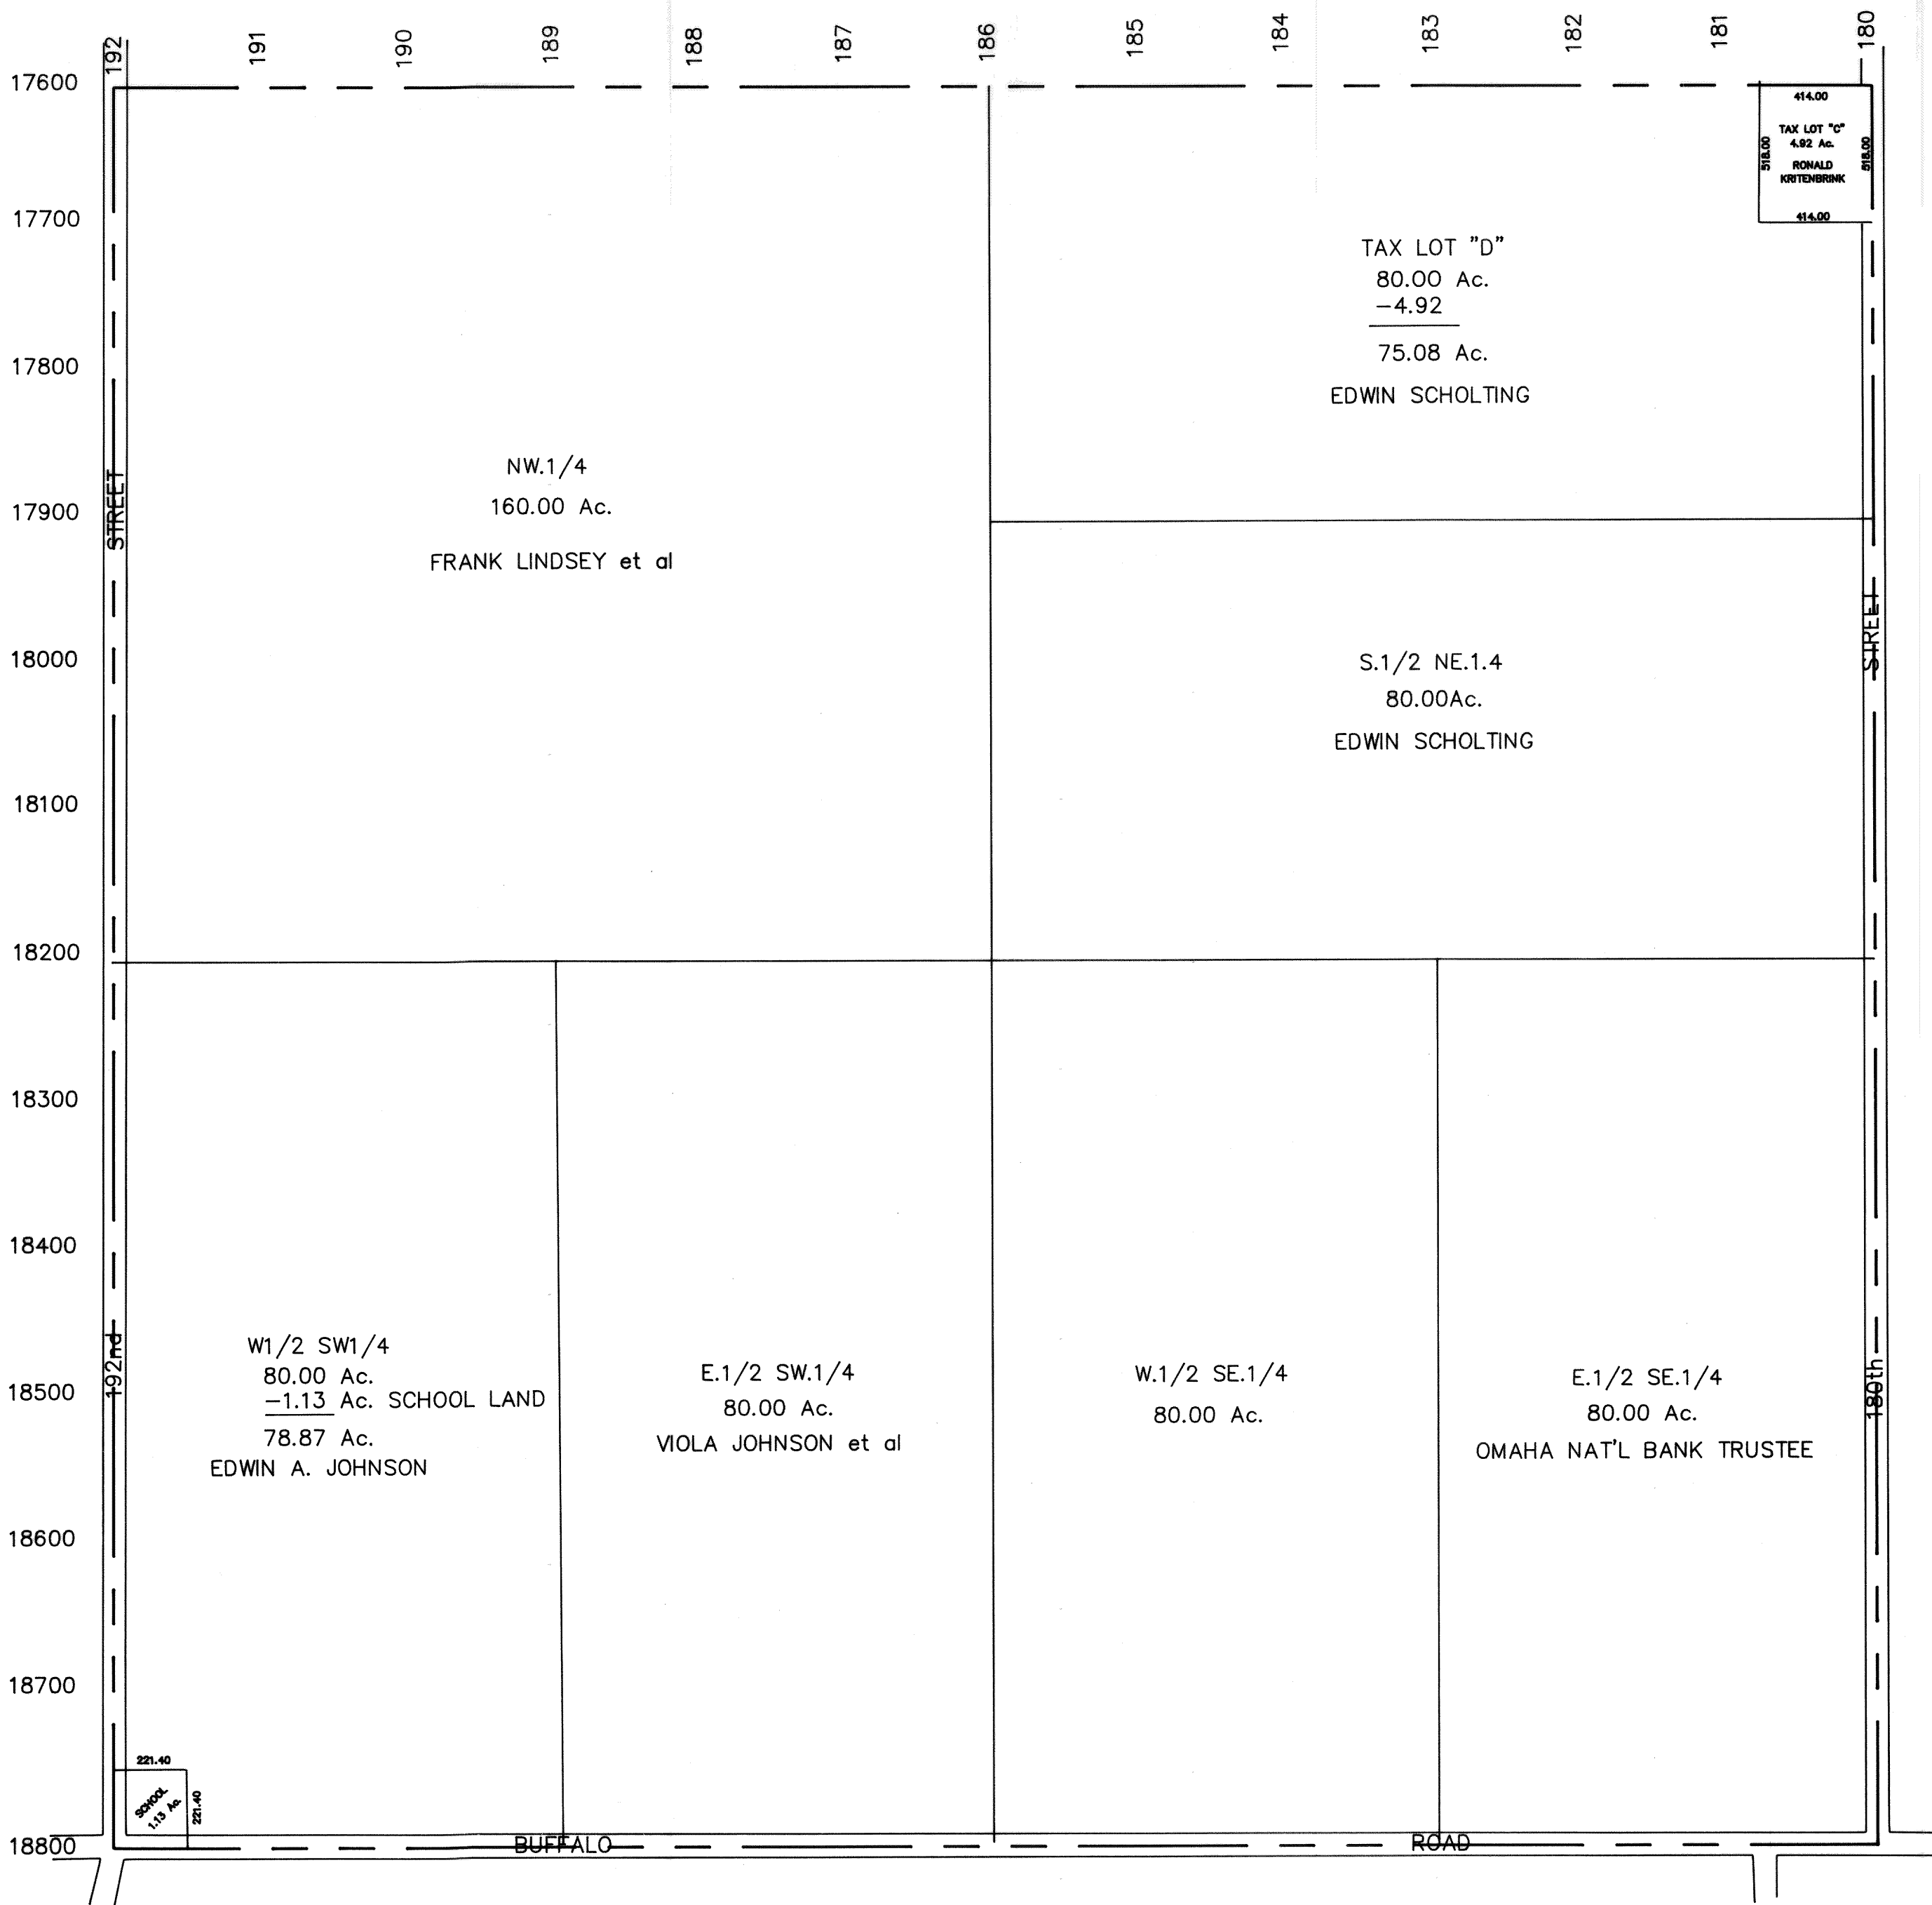 192
191
190
189
188
187
186
185
184
183
182
181
180
17600
17700
17800
17900
18000
18100
18200
18300
18400
18500
18600
18700
18800
414.00
TAX LOT "C"
4.92 Ac.
RONALD
KRITENBRINK
518.00
518.00
414.00
TAX LOT "D"
80.00 Ac.
-4.92
75.08 Ac.
EDWIN SCHOLTING
NW.1/4
160.00 Ac.
FRANK LINDSEY et al
STREET
S.1/2 NE.1.4
80.00Ac.
EDWIN SCHOLTING
STREET
192nd
W1/2 SW1/4
80.00 Ac.
-1.13 Ac. SCHOOL LAND
78.87 Ac.
EDWIN A. JOHNSON
E.1/2 SW.1/4
80.00 Ac.
VIOLA JOHNSON et al
W.1/2 SE.1/4
80.00 Ac.
E.1/2 SE.1/4
80.00 Ac.
OMAHA NAT'L BANK TRUSTEE
180th
221.40
SCHOOL
1.13 Ac.
221.40
BUFFALO ROAD